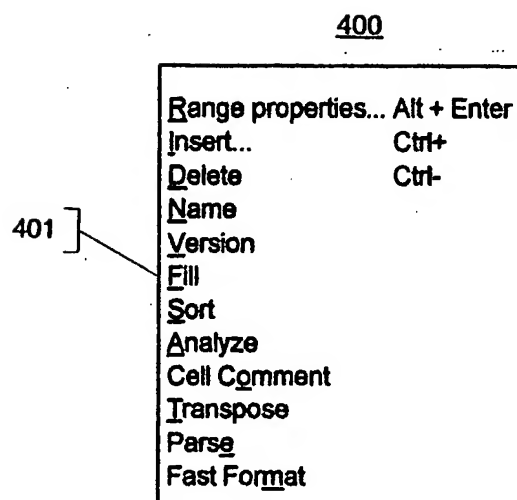 400
Range properties... Alt + Enter
Insert... Ctrl+
Delete Ctrl-
Name
401
Version
Fill
Sort
Analyze
Cell Comment
Transpose
Parse
Fast Format